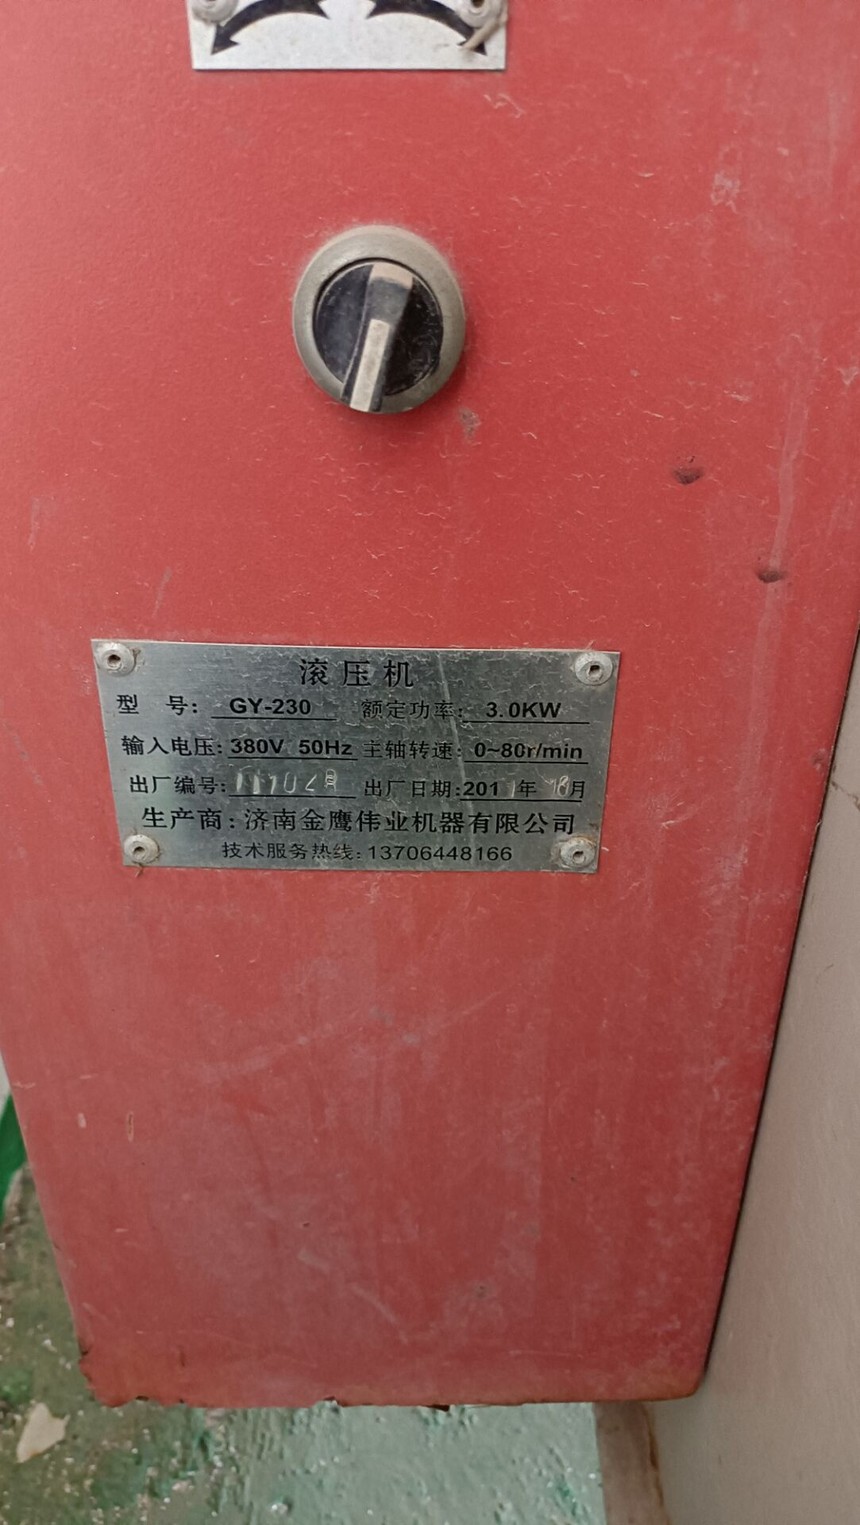 滚压机
型 号: GY-230 额定功率: 3.0KW
输入电压: 380V 50Hz 主轴转速: 0~80r/min
出厂编号: 出厂日期: 201 年 月
生产商: 济南金鹰伟业机器有限公司
技术服务热线: 13706448166